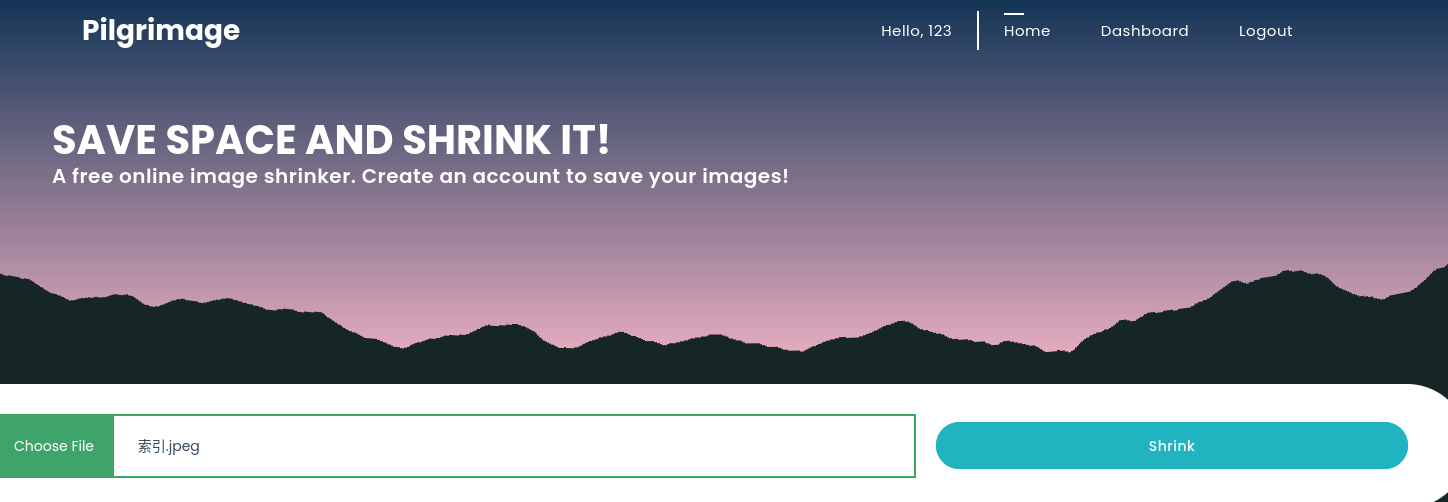 Pilgrimage
Hello, 123
Home
Dashboard
Logout
SAVE SPACE AND SHRINK IT!
A free online image shrinker. Create an account to save your images!
Choose File
索引.jpeg
Shrink